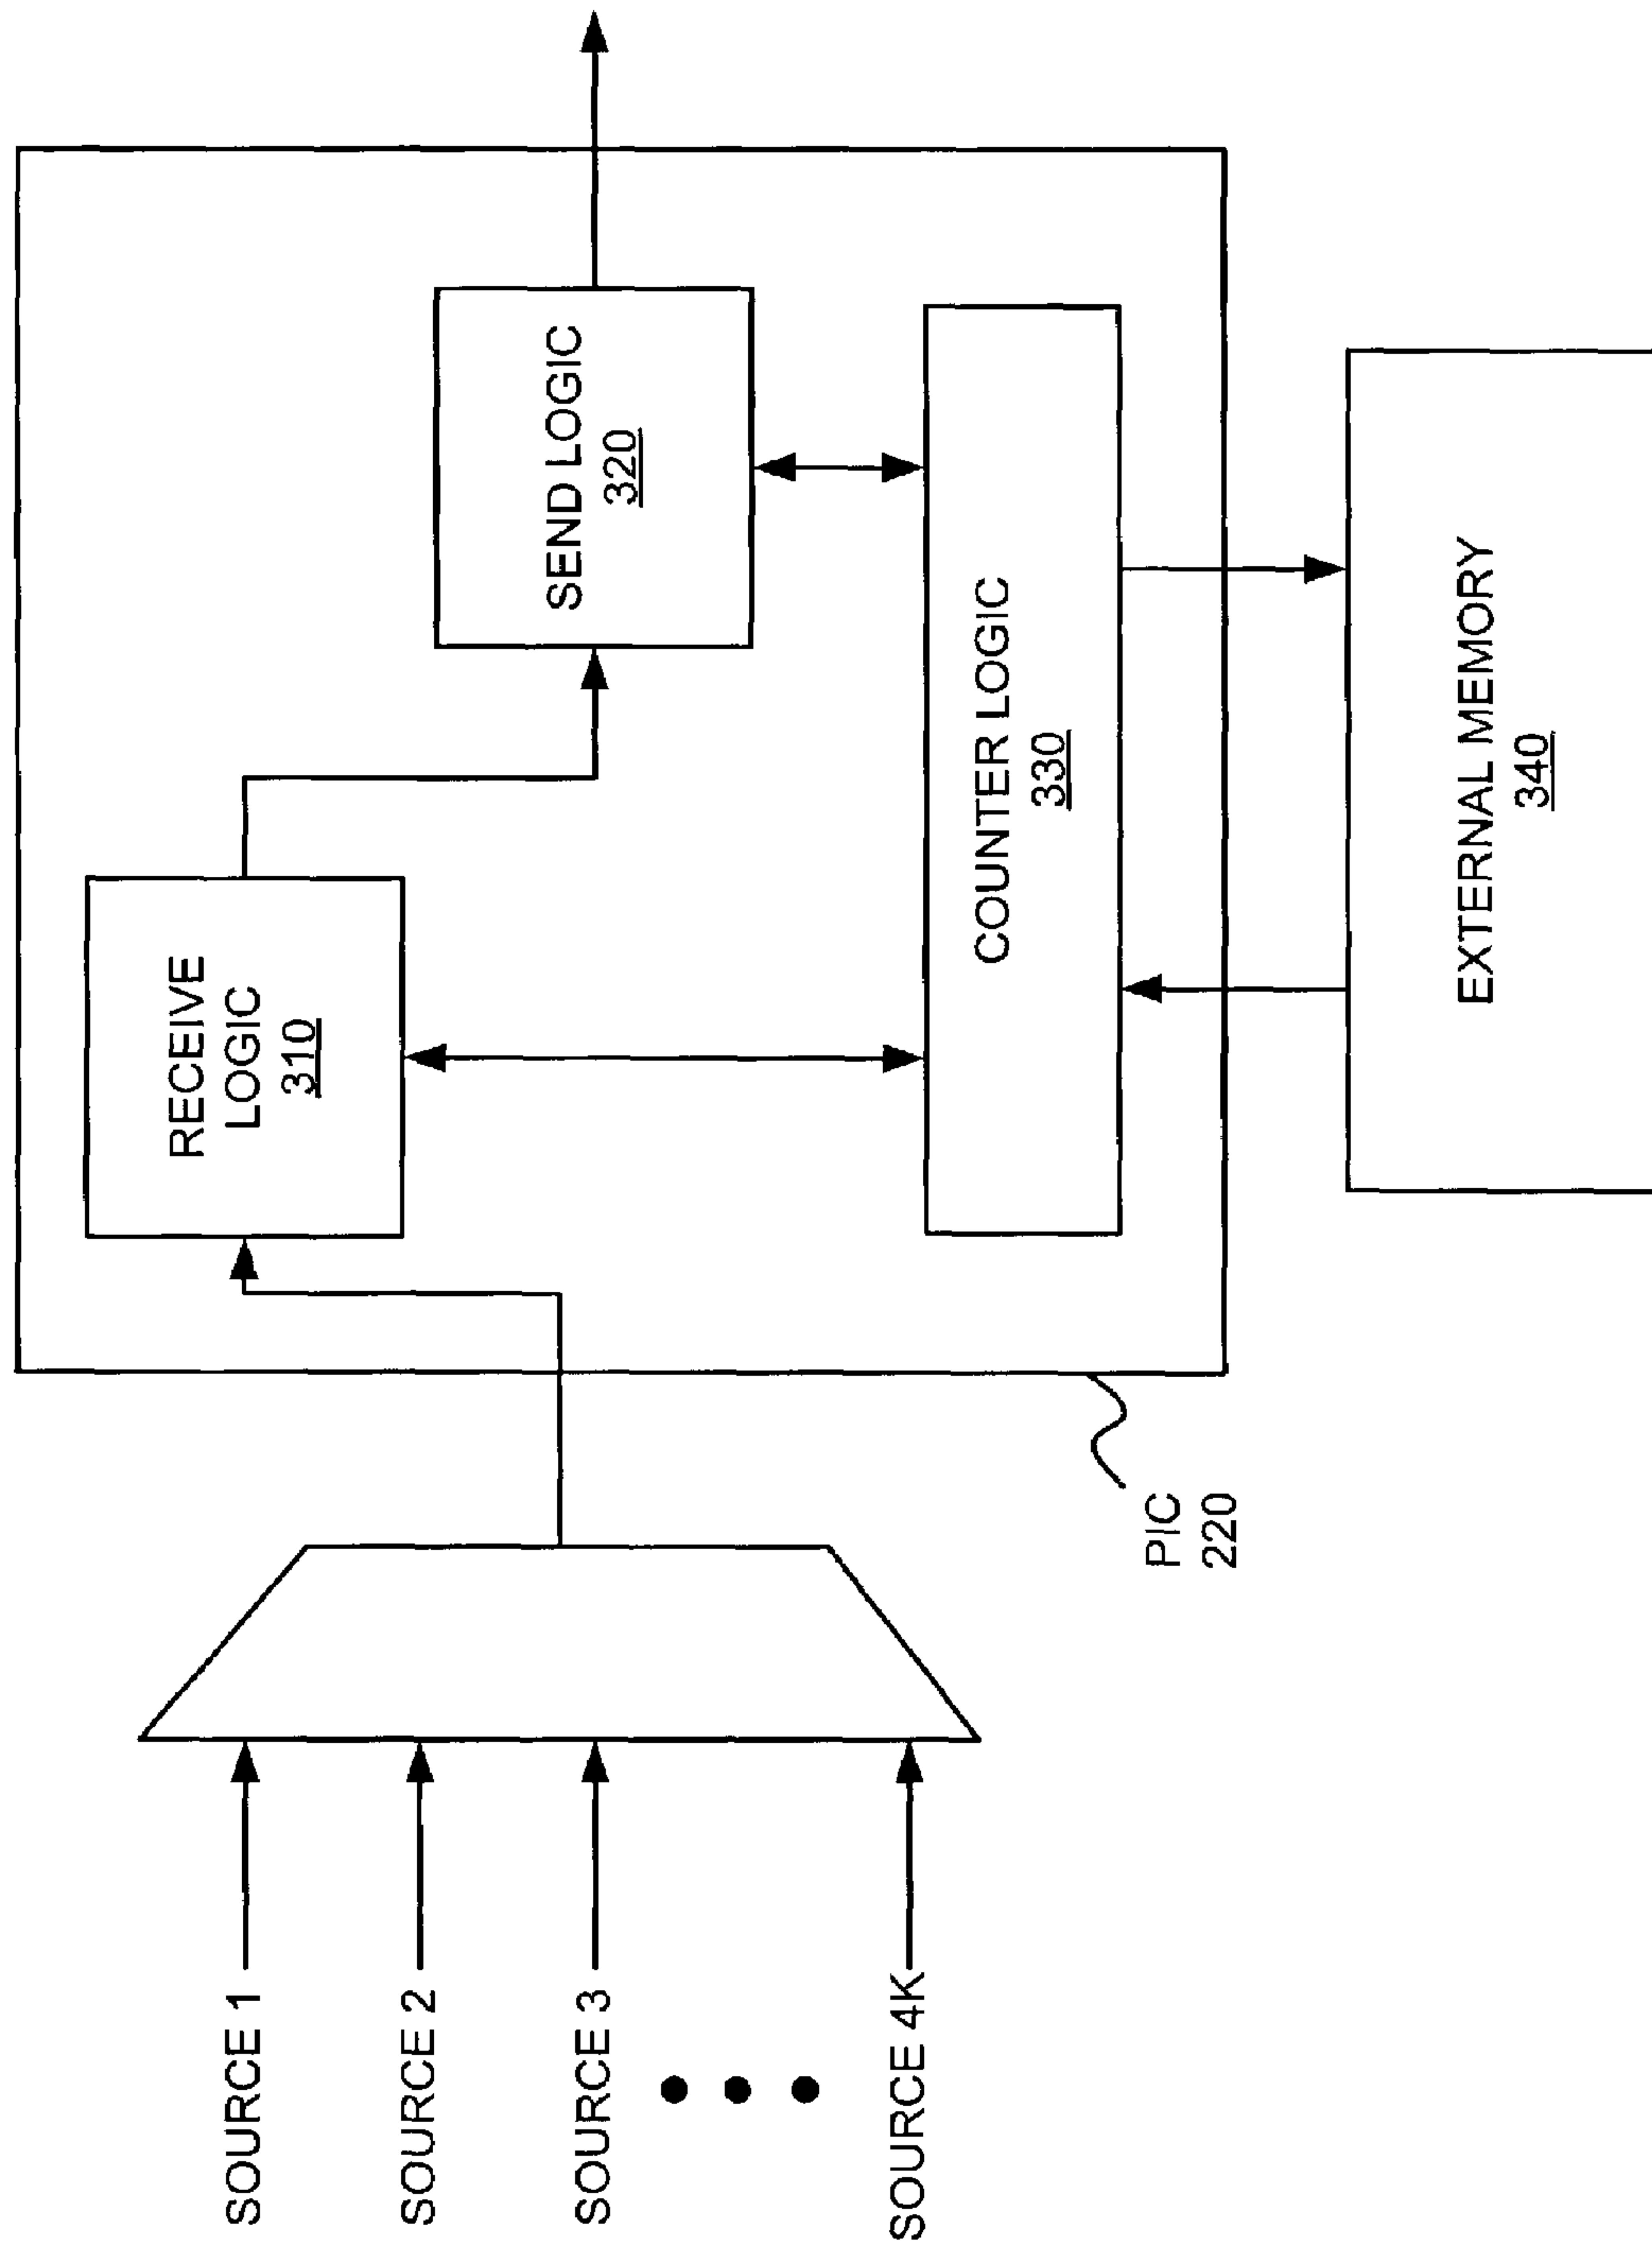 SOURCE 1
SOURCE 2
SOURCE 3
SOURCE 4K
RECEIVE
LOGIC
310
SEND LOGIC
320
COUNTER LOGIC
330
PIC
220
EXTERNAL MEMORY
340